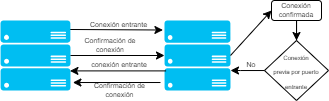 Conexión entrante
Confirmación de
conexión
conexión entrante
Confirmación de
conexión
Conexión
confirmada
No
Conexión
previa por puerto
entrante